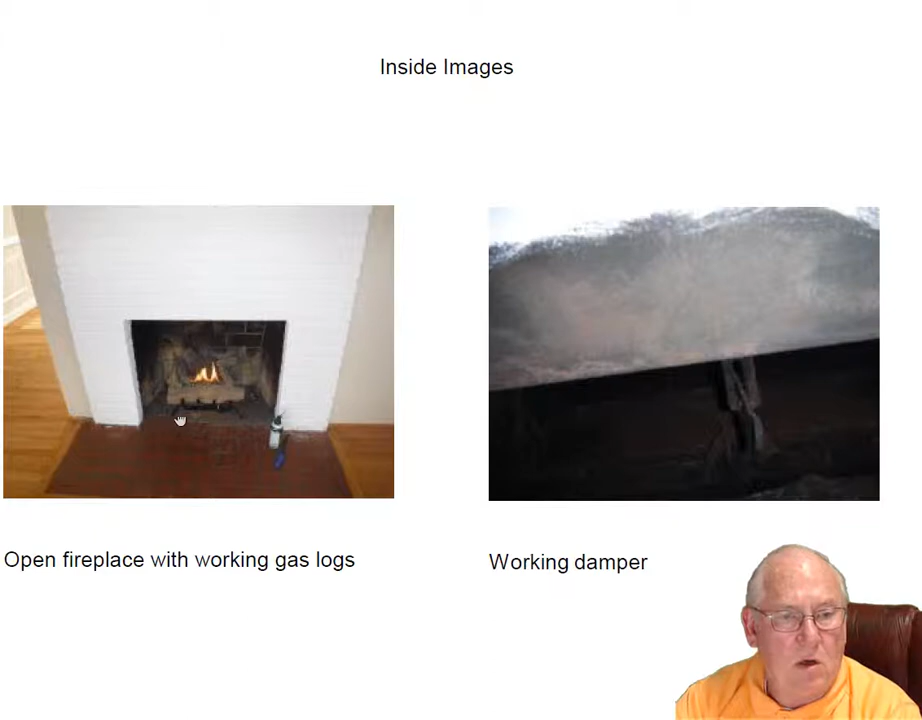 Inside Images
Open fireplace with working gas logs
Working damper